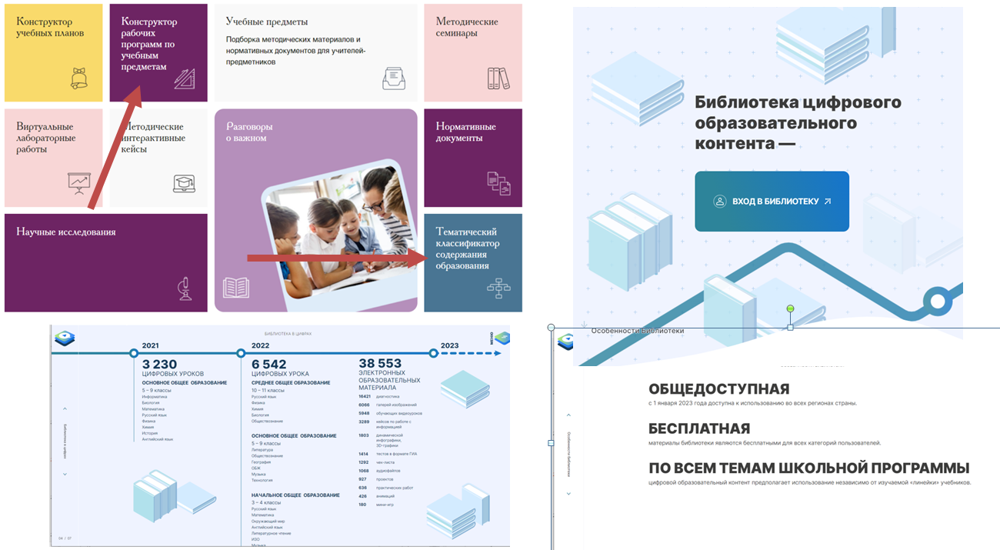 Конструктор
учебных планов
Конструктор
рабочих
программ по
учебным
предметам
Учебные предметы
Подборка методических материалов и
нормативных документов для учителей-
предметников
Методические
семинары
Виртуальные
лабораторные
работы
Методические
интерактивные
кейсы
Разговоры
о важном
Нормативные
документы
Научные исследования
Тематический
классификатор
содержания
образования
Библиотека цифрового
образовательного
контента —
ВХОД В БИБЛИОТЕКУ
Особенности Библиотеки
БИБЛИОТЕКА В ЦИФРАХ
МЕНЮ
2021
2022
2023
3 230
ЦИФРОВЫХ УРОКОВ
ОСНОВНОЕ ОБЩЕЕ ОБРАЗОВАНИЕ
5 – 9 классы
Информатика
Биология
Математика
Русский язык
Физика
Химия
История
Английский язык
6 542
ЦИФРОВЫХ УРОКА
СРЕДНЕЕ ОБЩЕЕ ОБРАЗОВАНИЕ
10 – 11 классы
Русский язык
Физика
Химия
Биология
Обществознание
ОСНОВНОЕ ОБЩЕЕ ОБРАЗОВАНИЕ
5 – 9 классы
Литература
Обществознание
География
ОБЖ
Музыка
Технология
НАЧАЛЬНОЕ ОБЩЕЕ ОБРАЗОВАНИЕ
3 – 4 классы
Русский язык
Математика
Окружающий мир
Английский язык
Литературное чтение
ИЗО
Музыка
38 553
ЭЛЕКТРОННЫХ
ОБРАЗОВАТЕЛЬНЫХ
МАТЕРИАЛА
16421 диагностика
6066 галерей изображений
5948 обучающих видеоуроков
3289 кейсов по работе с
информацией
1803 динамической
инфографики,
3D-графики
1414 тестов в формате ГИА
1292 чек-листа
1068 аудиофайлов
927 проектов
636 практических работ
426 анимаций
180 мини-игр
Библиотека в цифрах
04 / 07
ОБЩЕДОСТУПНАЯ
с 1 января 2023 года доступна к использованию во всех регионах страны.
БЕСПЛАТНАЯ
материалы библиотеки являются бесплатными для всех категорий пользователей.
ПО ВСЕМ ТЕМАМ ШКОЛЬНОЙ ПРОГРАММЫ
цифровой образовательный контент предполагает использование независимо от изучаемой «линейки» учебников.
Особенности Библиотеки